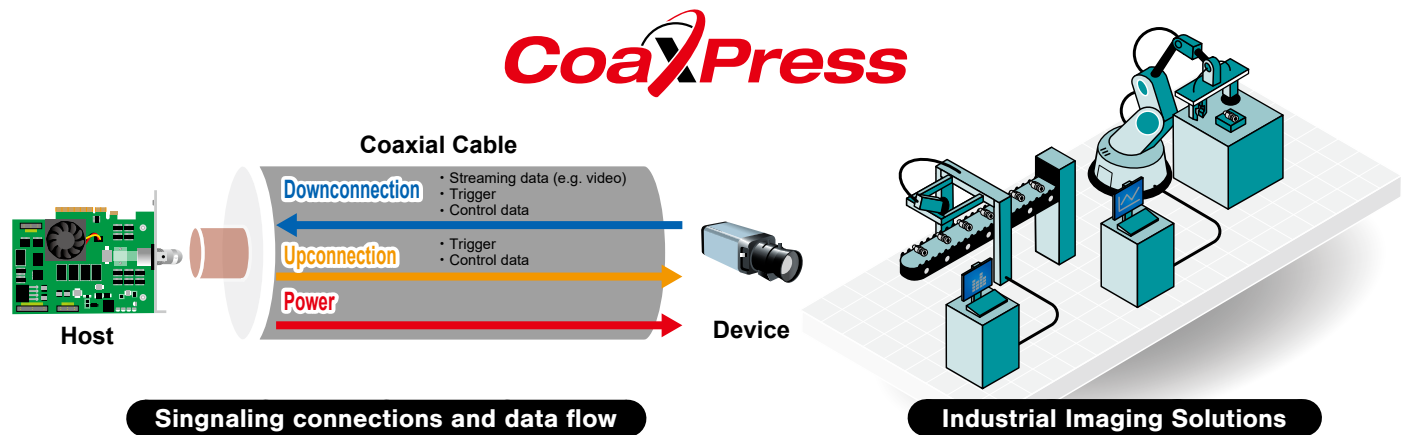 CoaXPress
Coaxial Cable
Downconnection
・Streaming data (e.g. video)
・Trigger
・Control data
Upconnection
・Trigger
・Control data
Power
Host
Device
Singnaling connections and data flow
Industrial Imaging Solutions